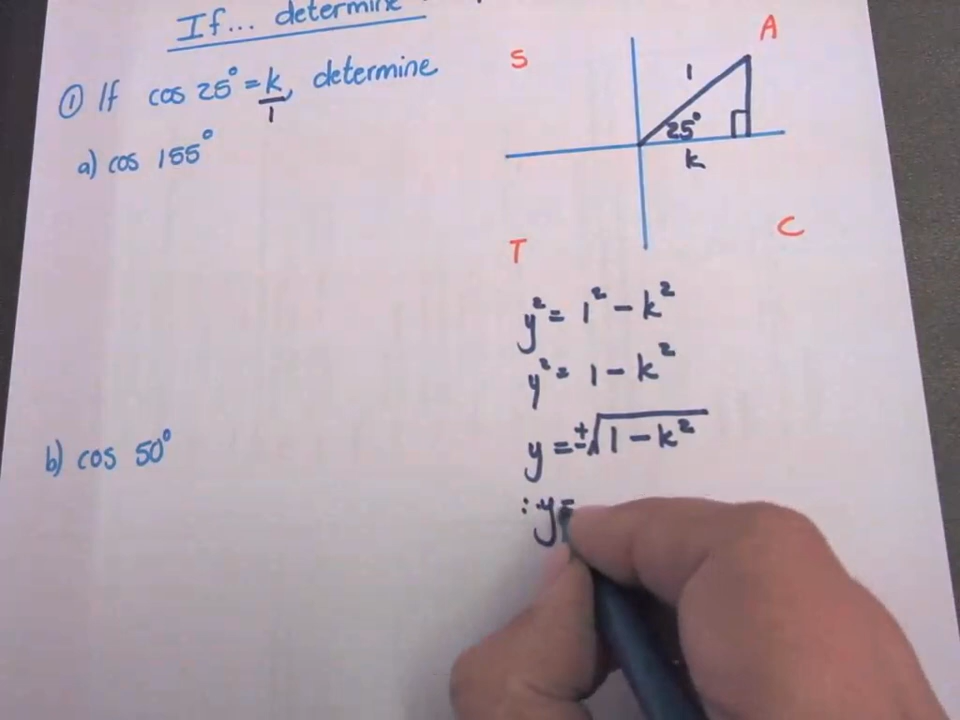 If... determine
① If cos 25° = k/1, determine
a) cos 155°
b) cos 50°
S
A
1
25°
k
T
C
y² = 1² - k²
y² = 1 - k²
y = ±√(1 - k²)
∴ y =